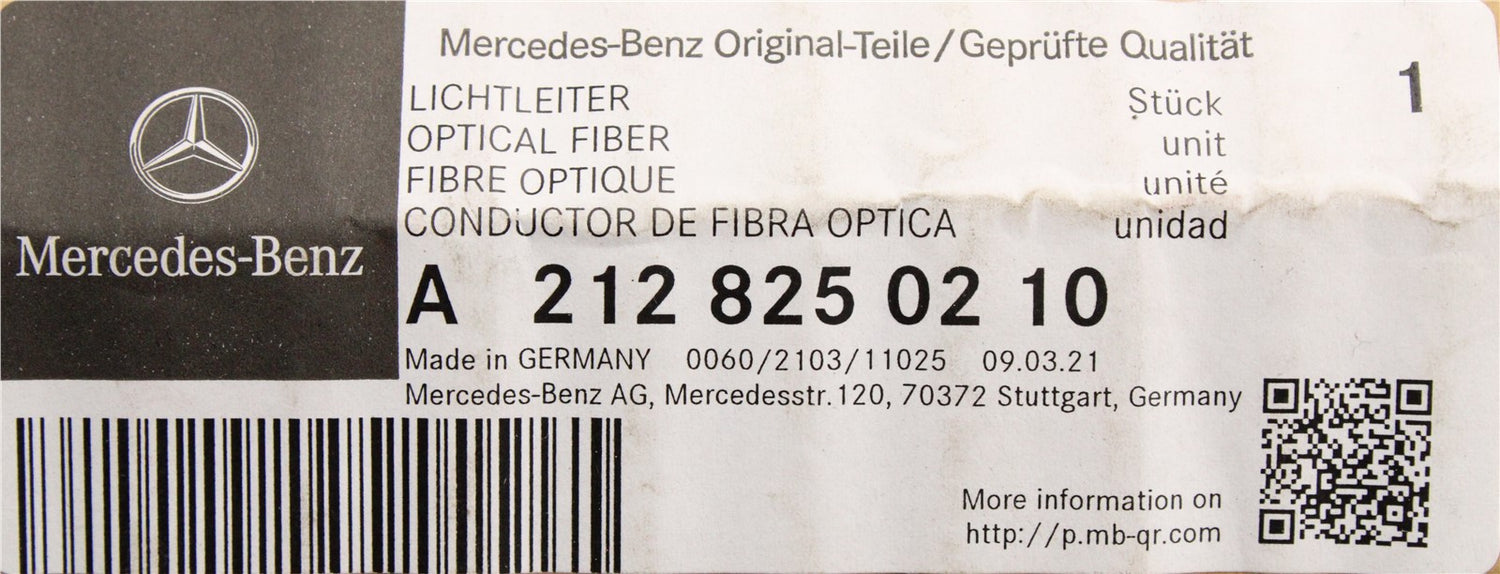 Mercedes-Benz
Mercedes-Benz Original-Teile/Geprüfte Qualität
LICHTLEITER Stück 1
OPTICAL FIBER unit
FIBRE OPTIQUE unité
CONDUCTOR DE FIBRA OPTICA unidad
A 212 825 02 10
Made in GERMANY 0060/2103/11025 09.03.21
Mercedes-Benz AG, Mercedesstr.120, 70372 Stuttgart, Germany
More information on
http://p.mb-qr.com